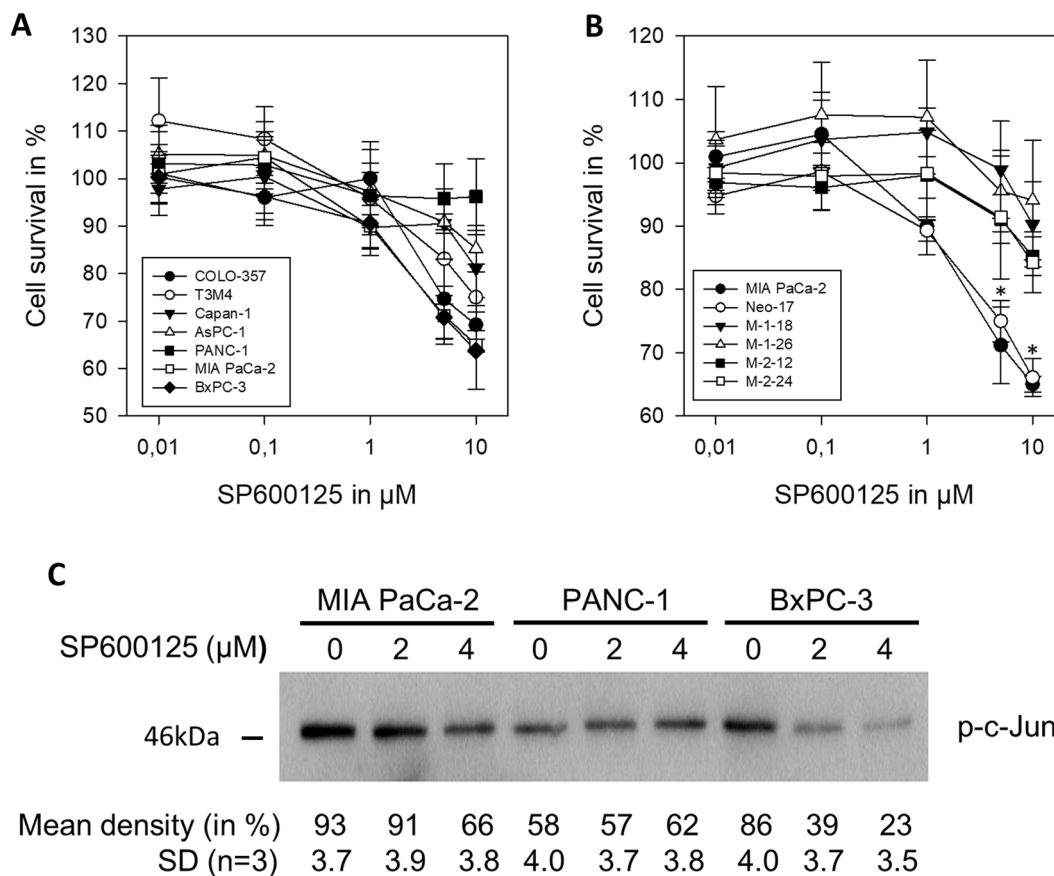 A
130
120
110
100
90
80
70
60
50
Cell survival in %
COLO-357
T3M4
Capan-1
AsPC-1
PANC-1
MIA PaCa-2
BxPC-3
0,01 0,1 1 10
SP600125 in µM
B
120
110
100
90
80
70
60
Cell survival in %
MIA PaCa-2
Neo-17
M-1-18
M-1-26
M-2-12
M-2-24
*
*
0,01 0,1 1 10
SP600125 in µM
C
MIA PaCa-2 PANC-1 BxPC-3
SP600125 (µM) 0 2 4 0 2 4 0 2 4
46kDa p-c-Jun
Mean density (in %) 93 91 66 58 57 62 86 39 23
SD (n=3) 3.7 3.9 3.8 4.0 3.7 3.8 4.0 3.7 3.5